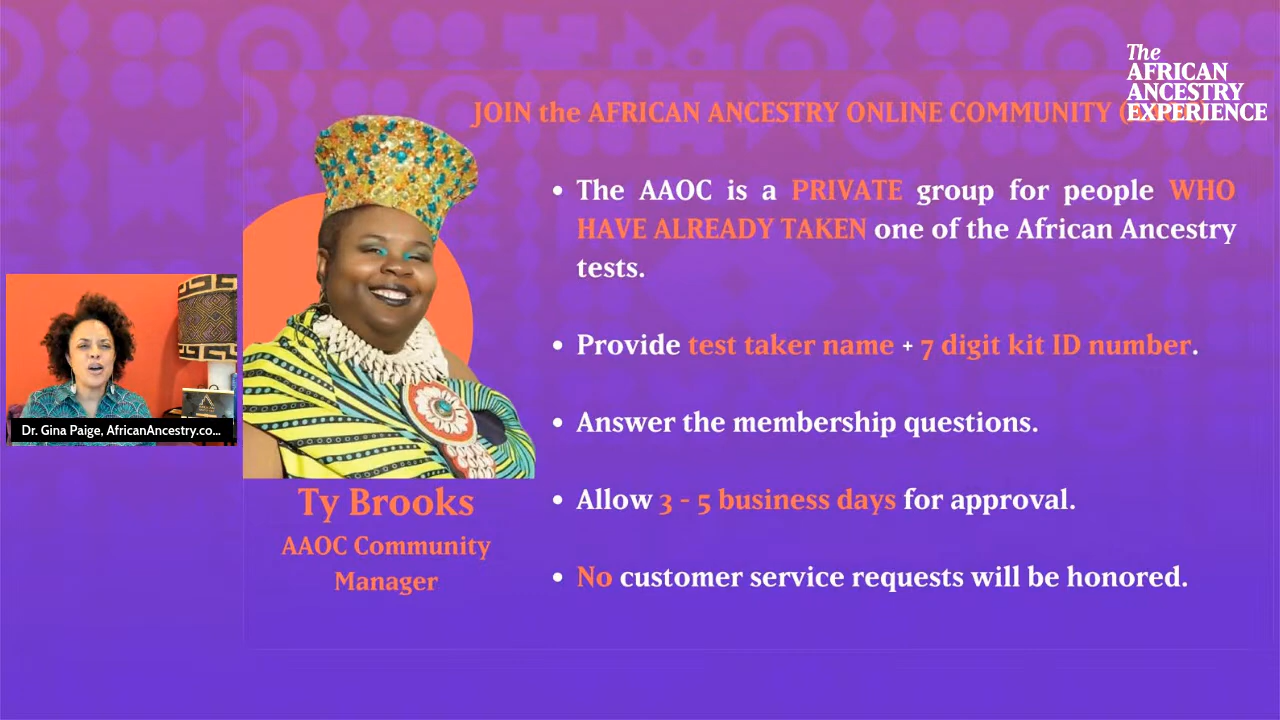 The
AFRICAN
ANCESTRY
EXPERIENCE
JOIN the AFRICAN ANCESTRY ONLINE COMMUNITY
• The AAOC is a PRIVATE group for people WHO
HAVE ALREADY TAKEN one of the African Ancestry
tests.
• Provide test taker name + 7 digit kit ID number.
• Answer the membership questions.
• Allow 3 - 5 business days for approval.
• No customer service requests will be honored.
Ty Brooks
AAOC Community
Manager
Dr. Gina Paige, AfricanAncestry.co...